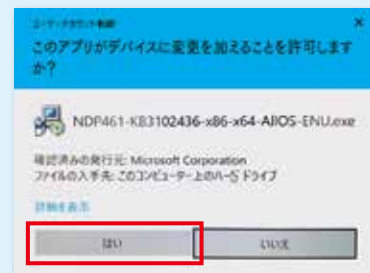 ユーザーアカウント制御
このアプリがデバイスに変更を加えることを許可します
か?
NDP461-KB3102436-x86-x64-AllOS-ENU.exe
確認済みの発行元: Microsoft Corporation
ファイルの入手先: このコンピューター上のハード ドライブ
詳細を表示
はい
いいえ